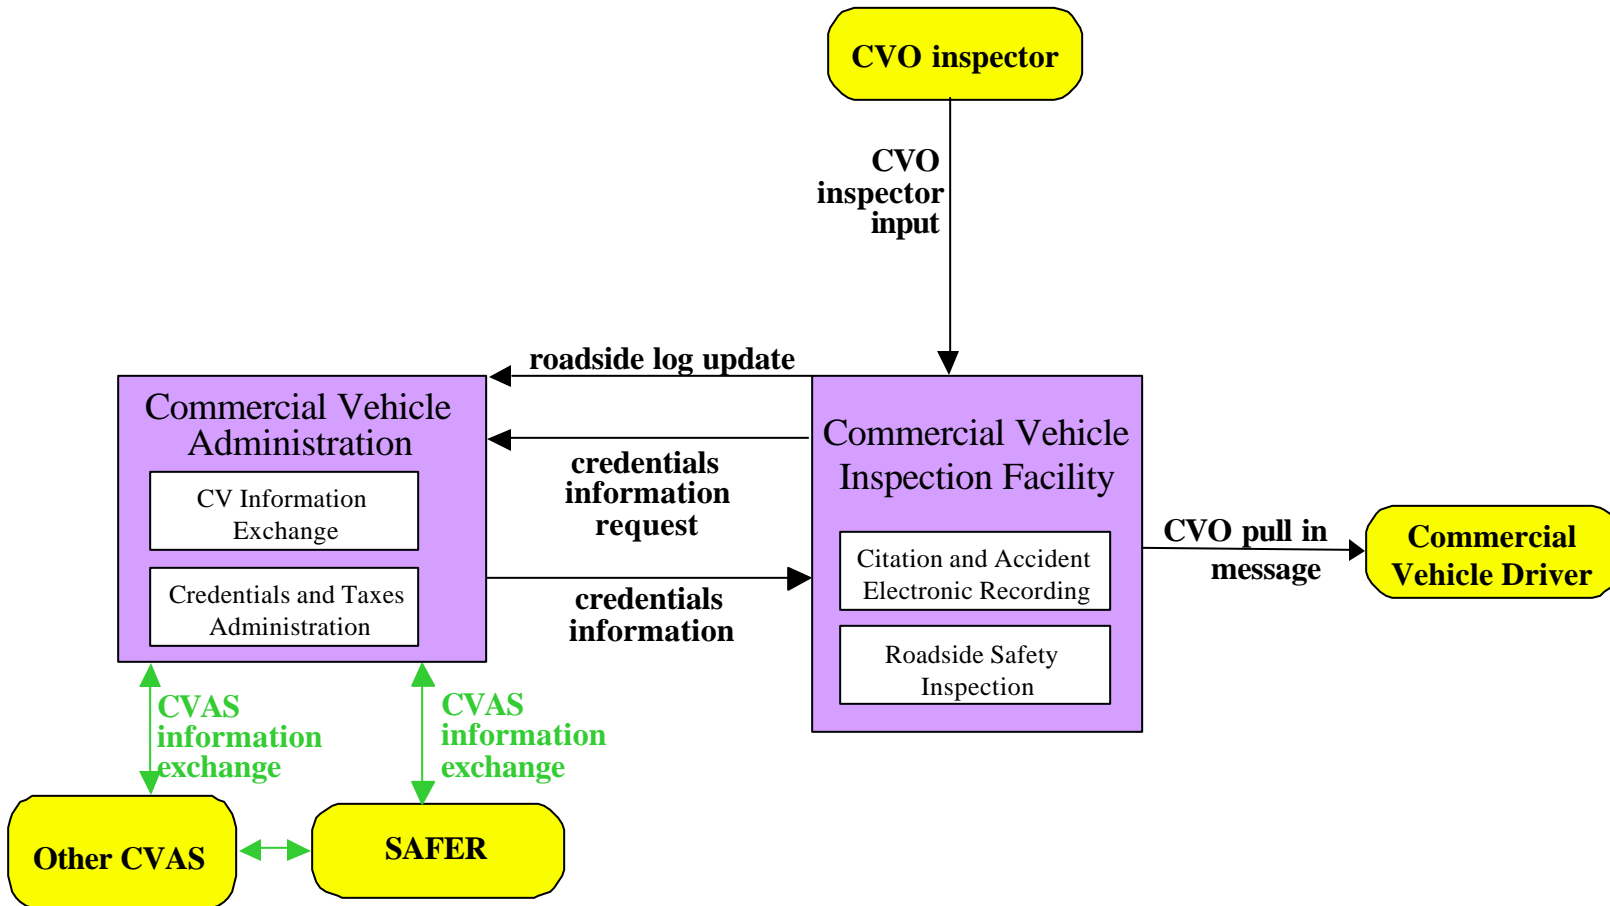 CVO inspector
CVO
inspector
input
roadside log update
Commercial Vehicle
Administration
CV Information
Exchange
Credentials and Taxes
Administration
credentials
information
request
credentials
information
Commercial Vehicle
Inspection Facility
Citation and Accident
Electronic Recording
Roadside Safety
Inspection
CVO pull in
message
Commercial
Vehicle Driver
CVAS
information
exchange
CVAS
information
exchange
Other CVAS
SAFER